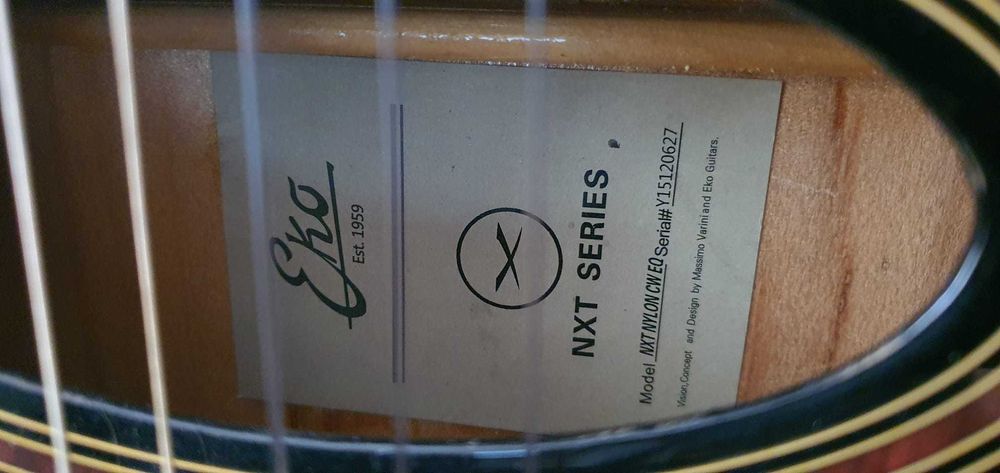 Eko
Est. 1959
NXT SERIES
Model NXT NYLON CW EQ Serial# Y15120627
Vision,Concept and Design by Massimo Varini and Eko Guitars.